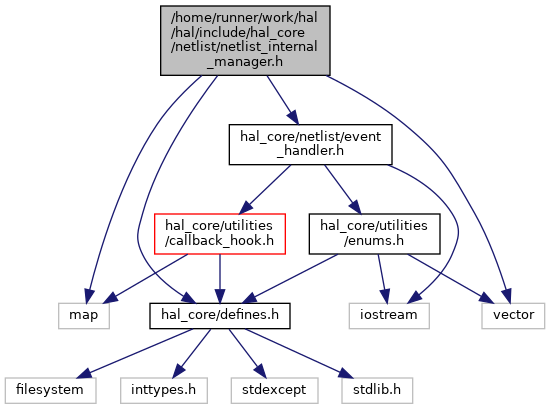 /home/runner/work/hal
/hal/include/hal_core
/netlist/netlist_internal
_manager.h
hal_core/netlist/event
_handler.h
hal_core/utilities
/callback_hook.h
hal_core/utilities
/enums.h
map
hal_core/defines.h
iostream
vector
filesystem
inttypes.h
stdexcept
stdlib.h